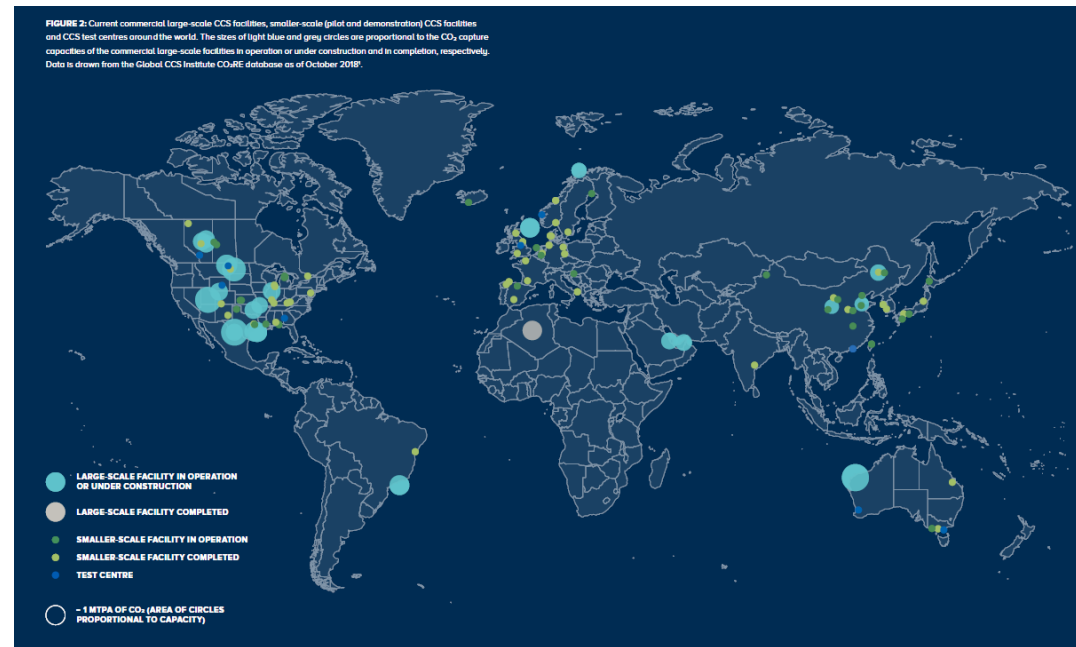 FIGURE 2: Current commercial large-scale CCS facilities, smaller-scale (pilot and demonstration) CCS facilities
and CCS test centres around the world. The sizes of light blue and grey circles are proportional to the CO₂ capture
capacities of the commercial large-scale facilities in operation or under construction and in completion, respectively.
Data is drawn from the Global CCS Institute CO₂RE database as of October 2018⁹.
LARGE-SCALE FACILITY IN OPERATION
OR UNDER CONSTRUCTION
LARGE-SCALE FACILITY COMPLETED
SMALLER-SCALE FACILITY IN OPERATION
SMALLER-SCALE FACILITY COMPLETED
TEST CENTRE
~ 1 MTPA OF CO₂ (AREA OF CIRCLES
PROPORTIONAL TO CAPACITY)